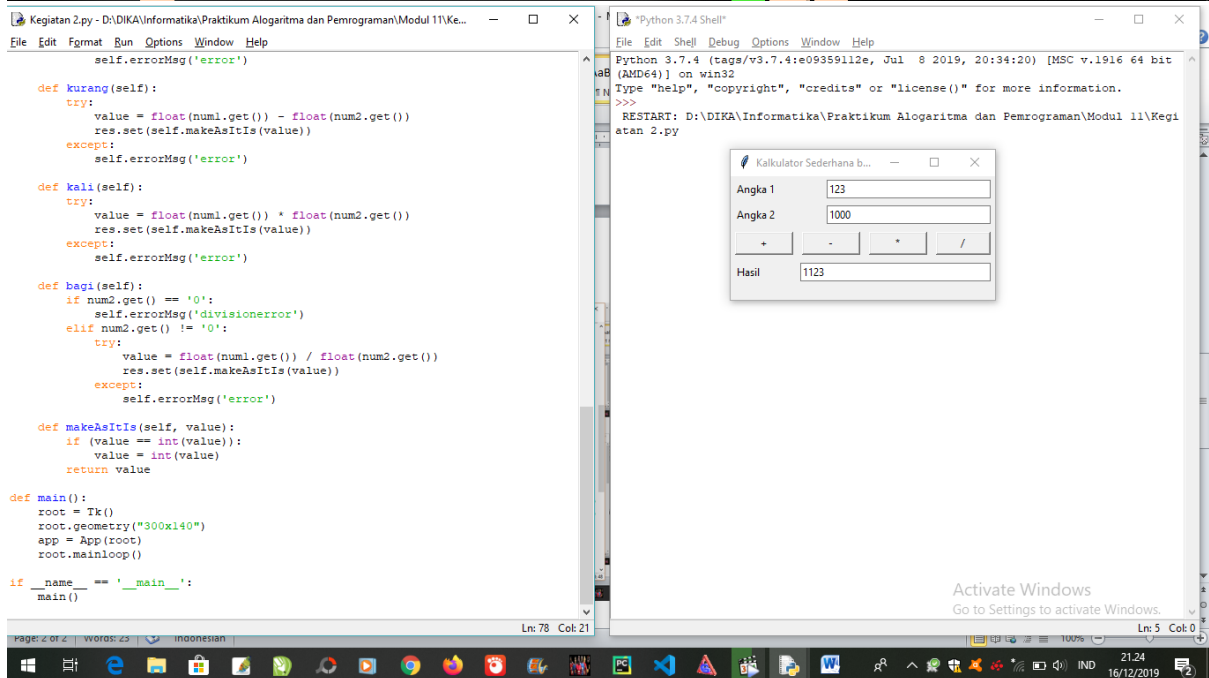 Kegiatan 2.py - D:\DIKA\Informatika\Praktikum Alogaritma dan Pemrograman\Modul 11\Ke...
File Edit Format Run Options Window Help
self.errorMsg('error')
def kurang(self):
try:
value = float(num1.get()) - float(num2.get())
res.set(self.makeAsItIs(value))
except:
self.errorMsg('error')
def kali(self):
try:
value = float(num1.get()) * float(num2.get())
res.set(self.makeAsItIs(value))
except:
self.errorMsg('error')
def bagi(self):
if num2.get() == '0':
self.errorMsg('divisionerror')
elif num2.get() != '0':
try:
value = float(num1.get()) / float(num2.get())
res.set(self.makeAsItIs(value))
except:
self.errorMsg('error')
def makeAsItIs(self, value):
if (value == int(value)):
value = int(value)
return value
def main():
root = Tk()
root.geometry("300x140")
app = App(root)
root.mainloop()
if __name__ == '__main__':
main()
Ln: 78 Col: 21
*Python 3.7.4 Shell*
File Edit Shell Debug Options Window Help
Python 3.7.4 (tags/v3.7.4:e09359112e, Jul 8 2019, 20:34:20) [MSC v.1916 64 bit
(AMD64)] on win32
Type "help", "copyright", "credits" or "license()" for more information.
>>>
RESTART: D:\DIKA\Informatika\Praktikum Alogaritma dan Pemrograman\Modul 11\Kegi
atan 2.py
Kalkulator Sederhana b...
Angka 1 123
Angka 2 1000
+ - * /
Hasil 1123
Activate Windows
Go to Settings to activate Windows.
Ln: 5 Col: 0
Page: 2 of 2 Words: 23 Indonesian 100%
IND
21.24
16/12/2019